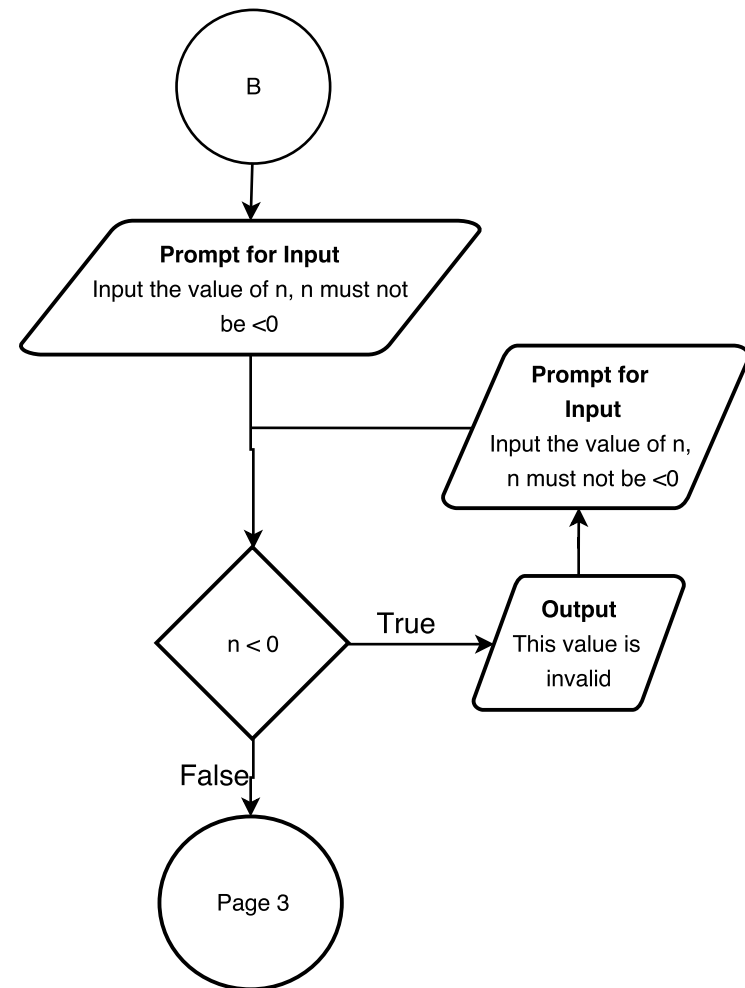 B
Prompt for Input
Input the value of n, n must not
be <0
Prompt for
Input
Input the value of n,
n must not be <0
n < 0
True
Output
This value is
invalid
False
Page 3